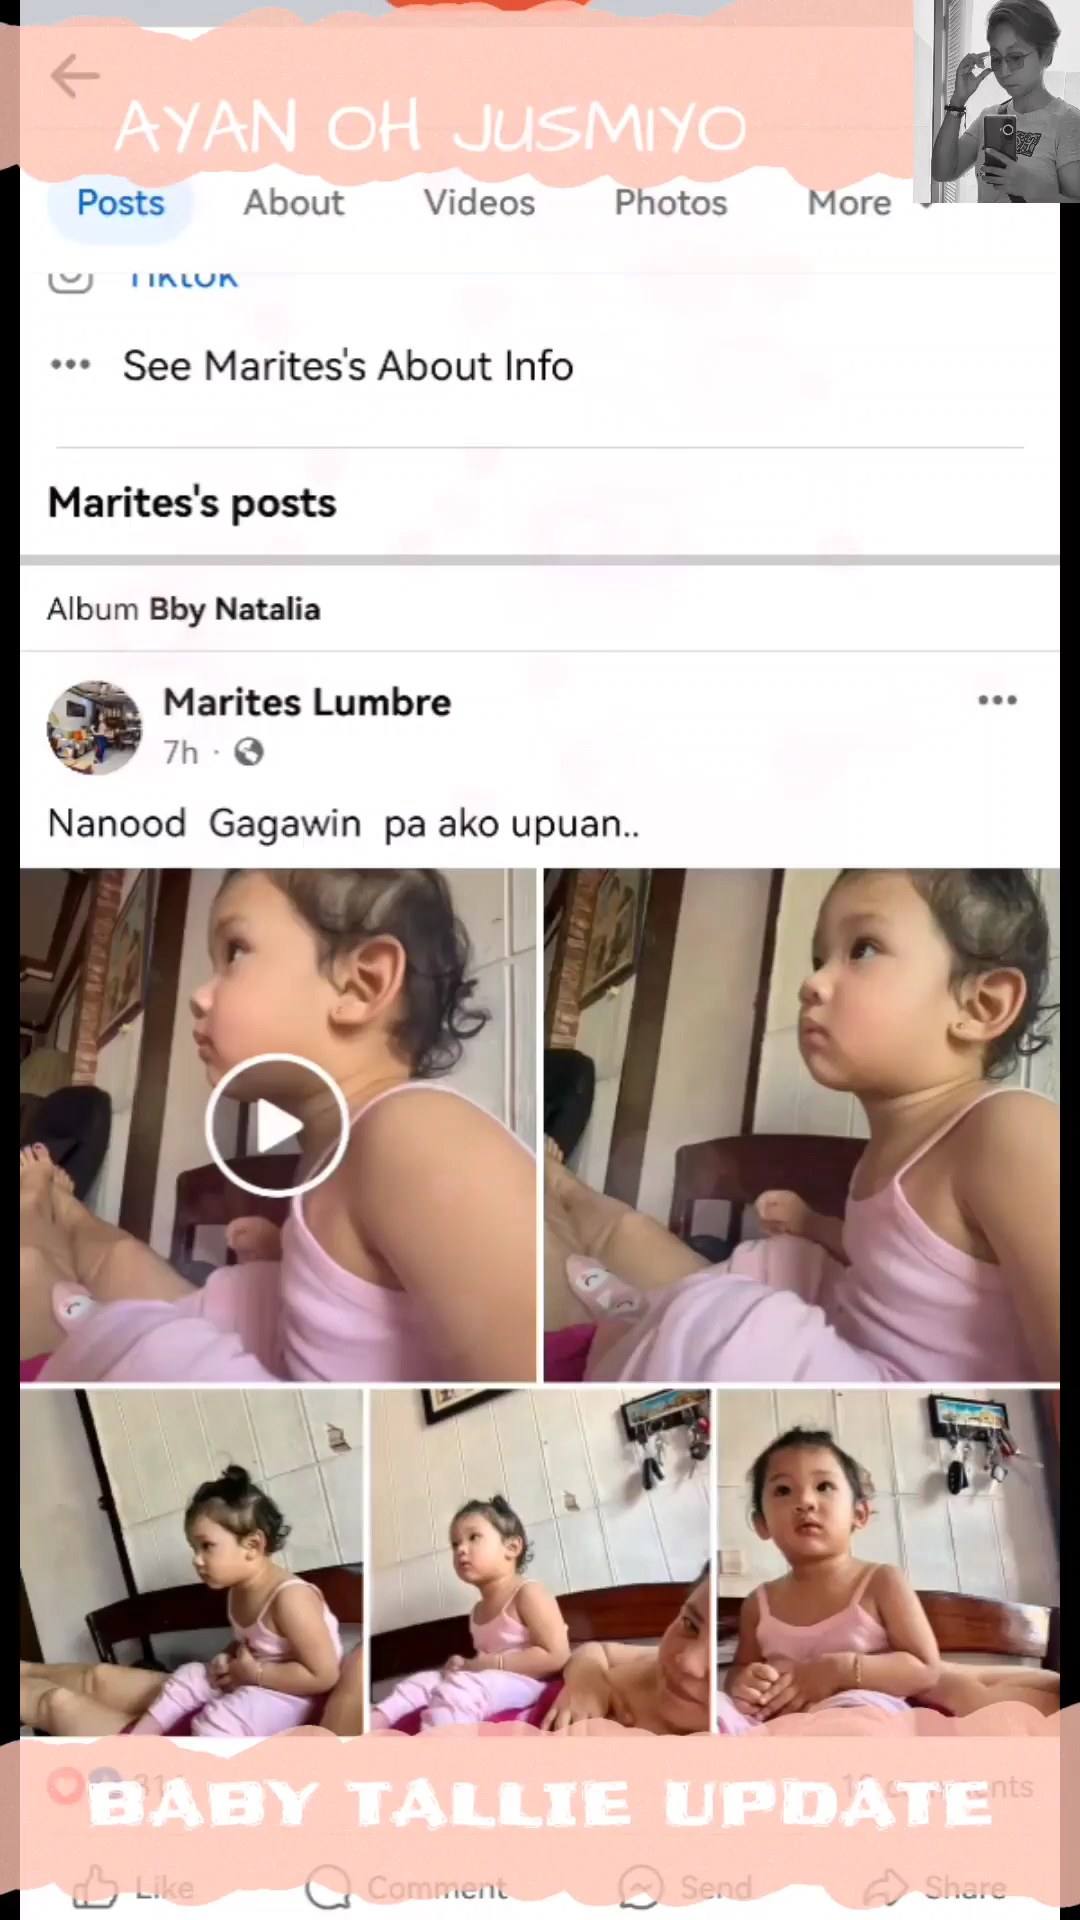 AYAN OH JUSMIYO
Posts About Videos Photos More
Tiktok
See Marites's About Info
Marites's posts
Album Bby Natalia
Marites Lumbre
7h
Nanood Gagawin pa ako upuan..
BABY TALLIE UPDATE
Like Comment Send Share